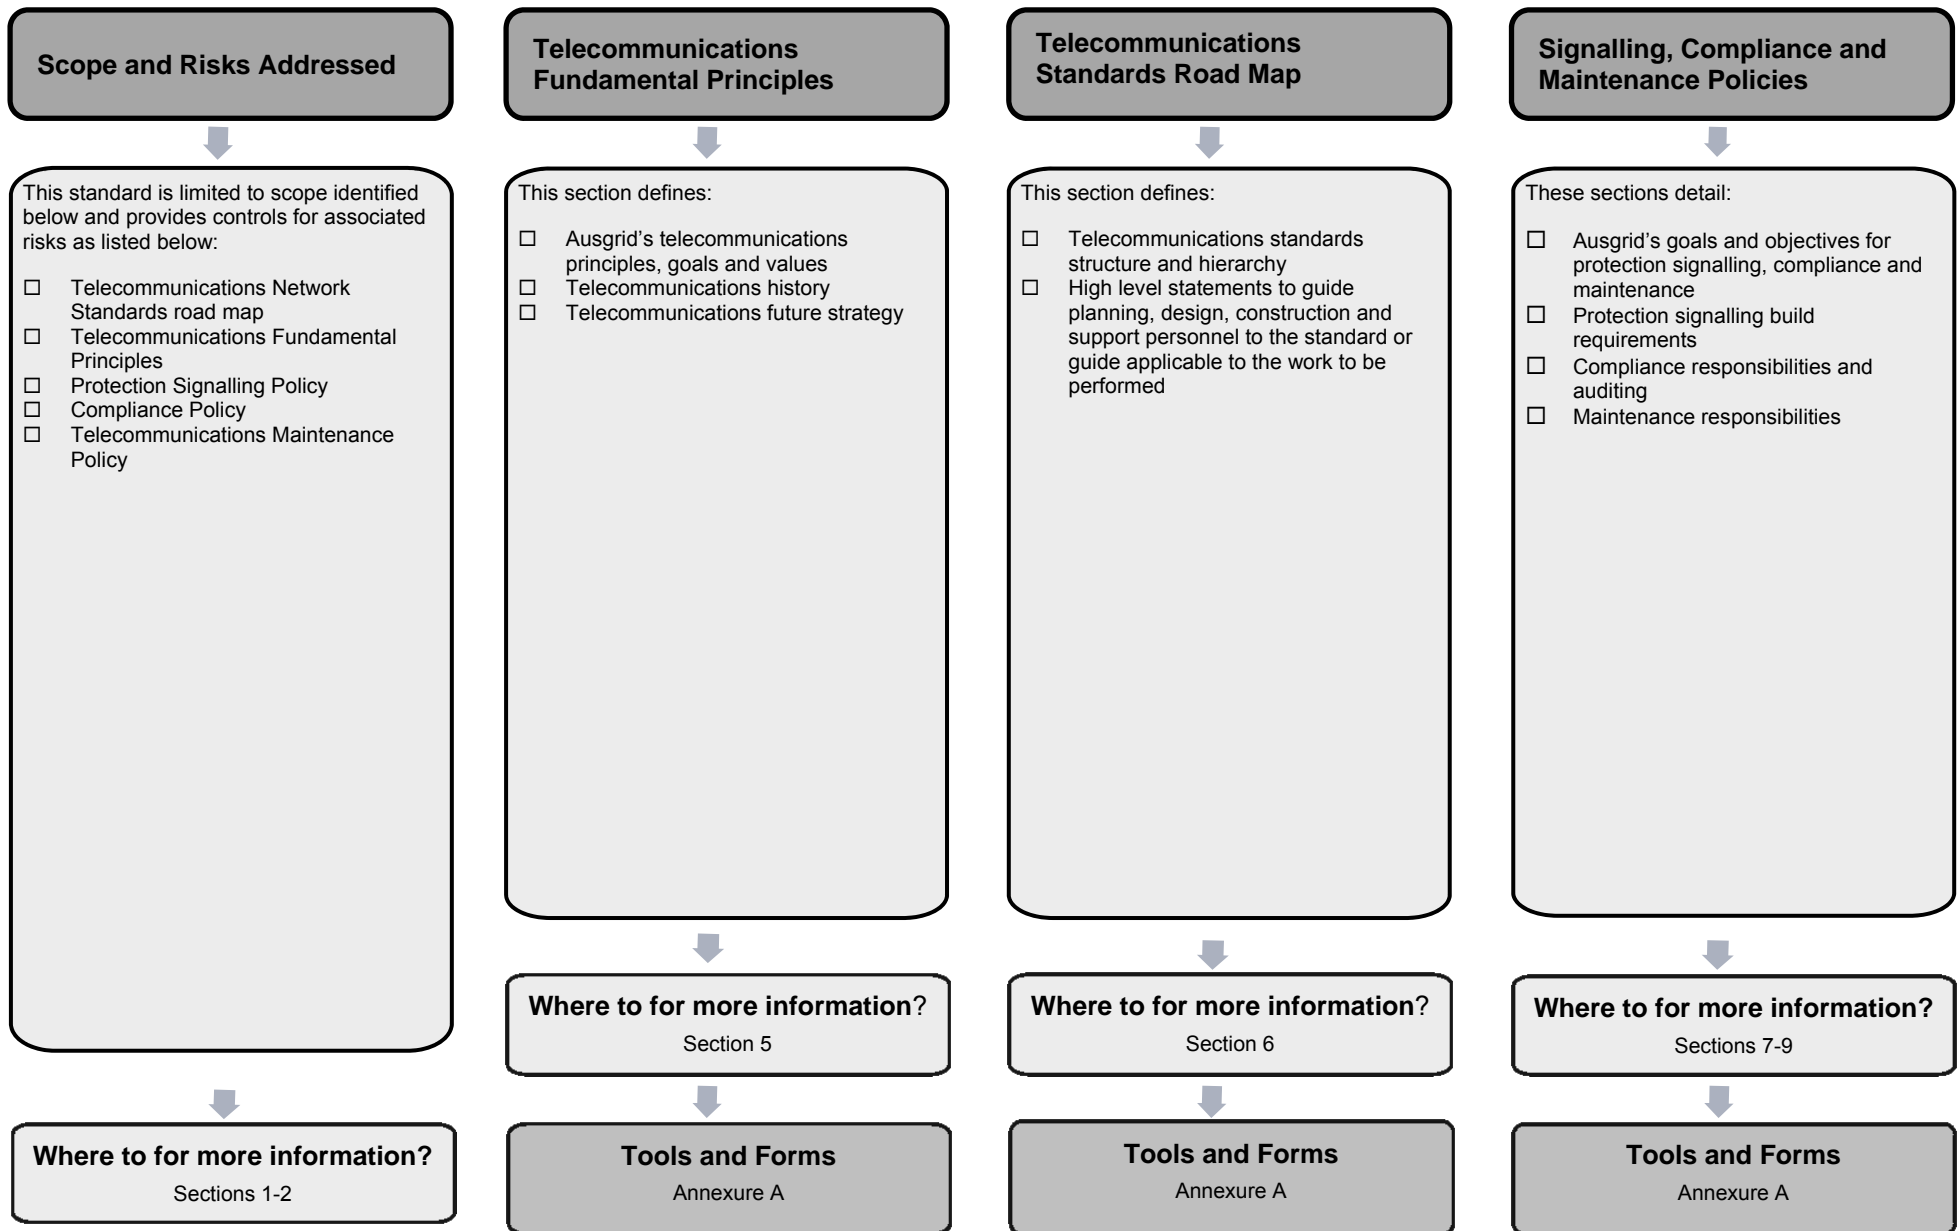 Scope and Risks Addressed
This standard is limited to scope identified
below and provides controls for associated
risks as listed below:
☐ Telecommunications Network
Standards road map
☐ Telecommunications Fundamental
Principles
☐ Protection Signalling Policy
☐ Compliance Policy
☐ Telecommunications Maintenance
Policy
Where to for more information?
Sections 1-2
Telecommunications
Fundamental Principles
This section defines:
☐ Ausgrid’s telecommunications
principles, goals and values
☐ Telecommunications history
☐ Telecommunications future strategy
Where to for more information?
Section 5
Tools and Forms
Annexure A
Telecommunications
Standards Road Map
This section defines:
☐ Telecommunications standards
structure and hierarchy
☐ High level statements to guide
planning, design, construction and
support personnel to the standard or
guide applicable to the work to be
performed
Where to for more information?
Section 6
Tools and Forms
Annexure A
Signalling, Compliance and
Maintenance Policies
These sections detail:
☐ Ausgrid’s goals and objectives for
protection signalling, compliance and
maintenance
☐ Protection signalling build
requirements
☐ Compliance responsibilities and
auditing
☐ Maintenance responsibilities
Where to for more information?
Sections 7-9
Tools and Forms
Annexure A